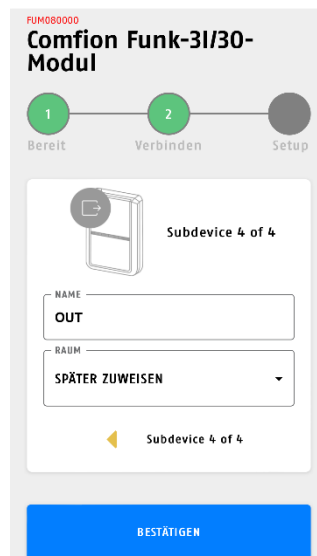 FUM080000
Comfion Funk-3I/30-
Modul
1
2
Bereit
Verbinden
Setup
Subdevice 4 of 4
NAME
OUT
RAUM
SPÄTER ZUWEISEN
Subdevice 4 of 4
BESTÄTIGEN